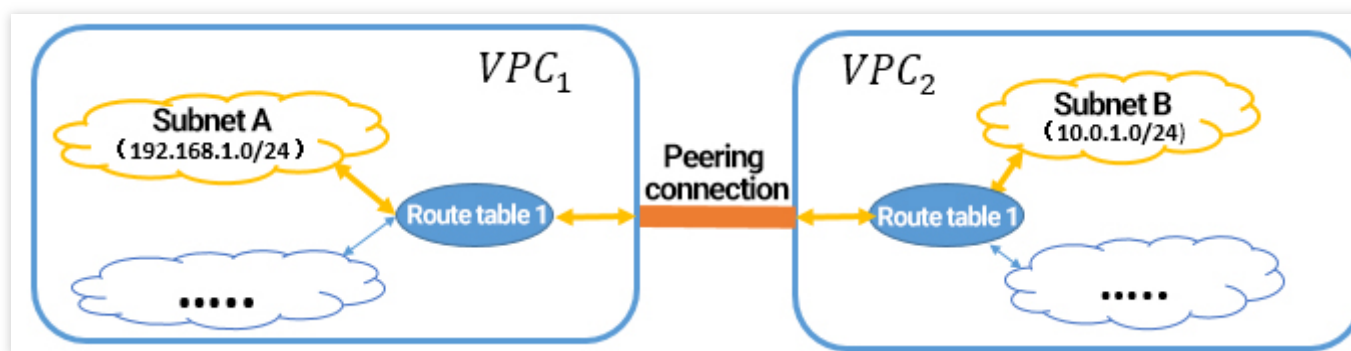 VPC₁
Subnet A
(192.168.1.0/24)
Route table 1
.....
Peering
connection
VPC₂
Subnet B
(10.0.1.0/24)
Route table 1
.....